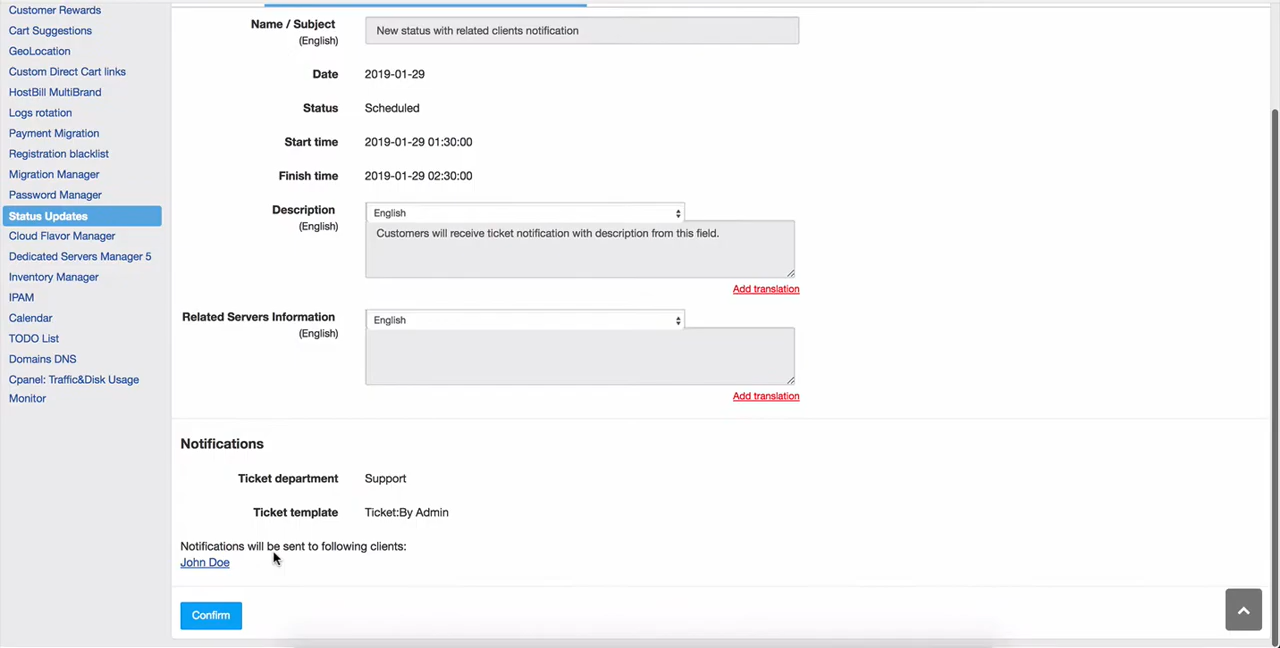 Customer Rewards
Cart Suggestions
GeoLocation
Custom Direct Cart links
HostBill MultiBrand
Logs rotation
Payment Migration
Registration blacklist
Migration Manager
Password Manager
Status Updates
Cloud Flavor Manager
Dedicated Servers Manager 5
Inventory Manager
IPAM
Calendar
TODO List
Domains DNS
Cpanel: Traffic&Disk Usage
Monitor
Name / Subject
(English)
New status with related clients notification
Date 2019-01-29
Status Scheduled
Start time 2019-01-29 01:30:00
Finish time 2019-01-29 02:30:00
Description
(English)
English
Customers will receive ticket notification with description from this field.
Add translation
Related Servers Information
(English)
English
Add translation
Notifications
Ticket department Support
Ticket template Ticket:By Admin
Notifications will be sent to following clients:
John Doe
Confirm